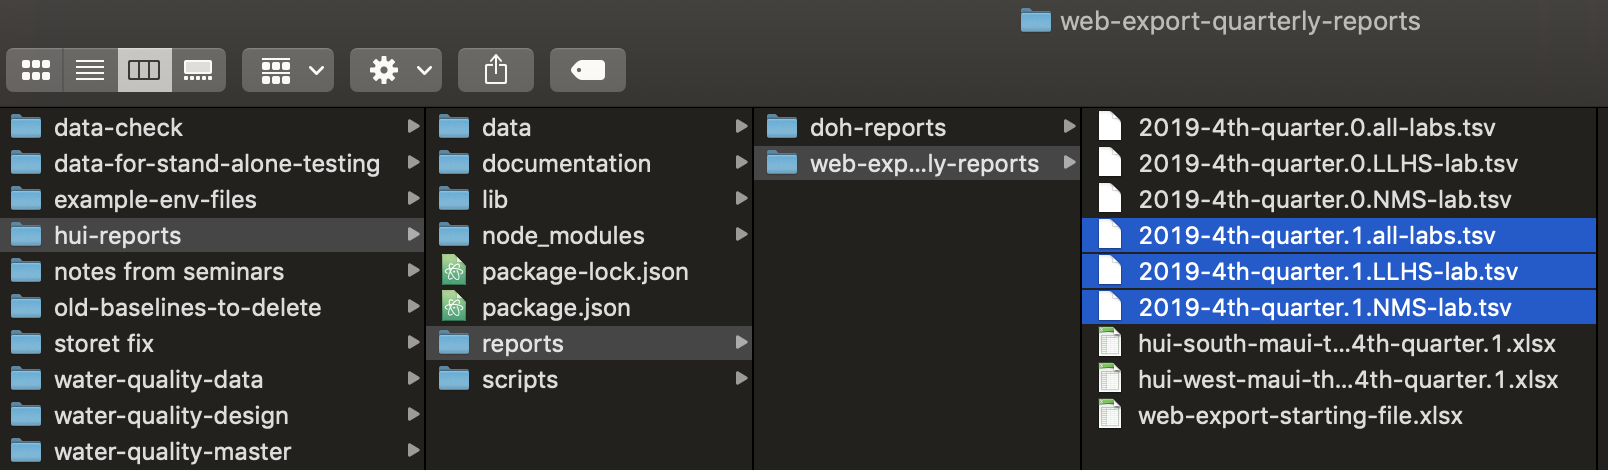 web-export-quarterly-reports
data-check
data-for-stand-alone-testing
example-env-files
hui-reports
notes from seminars
old-baselines-to-delete
storet fix
water-quality-data
water-quality-design
water-quality-master
data
documentation
lib
node_modules
package-lock.json
package.json
reports
scripts
doh-reports
web-exp...ly-reports
2019-4th-quarter.0.all-labs.tsv
2019-4th-quarter.0.LLHS-lab.tsv
2019-4th-quarter.0.NMS-lab.tsv
2019-4th-quarter.1.all-labs.tsv
2019-4th-quarter.1.LLHS-lab.tsv
2019-4th-quarter.1.NMS-lab.tsv
hui-south-maui-t...4th-quarter.1.xlsx
hui-west-maui-th...4th-quarter.1.xlsx
web-export-starting-file.xlsx